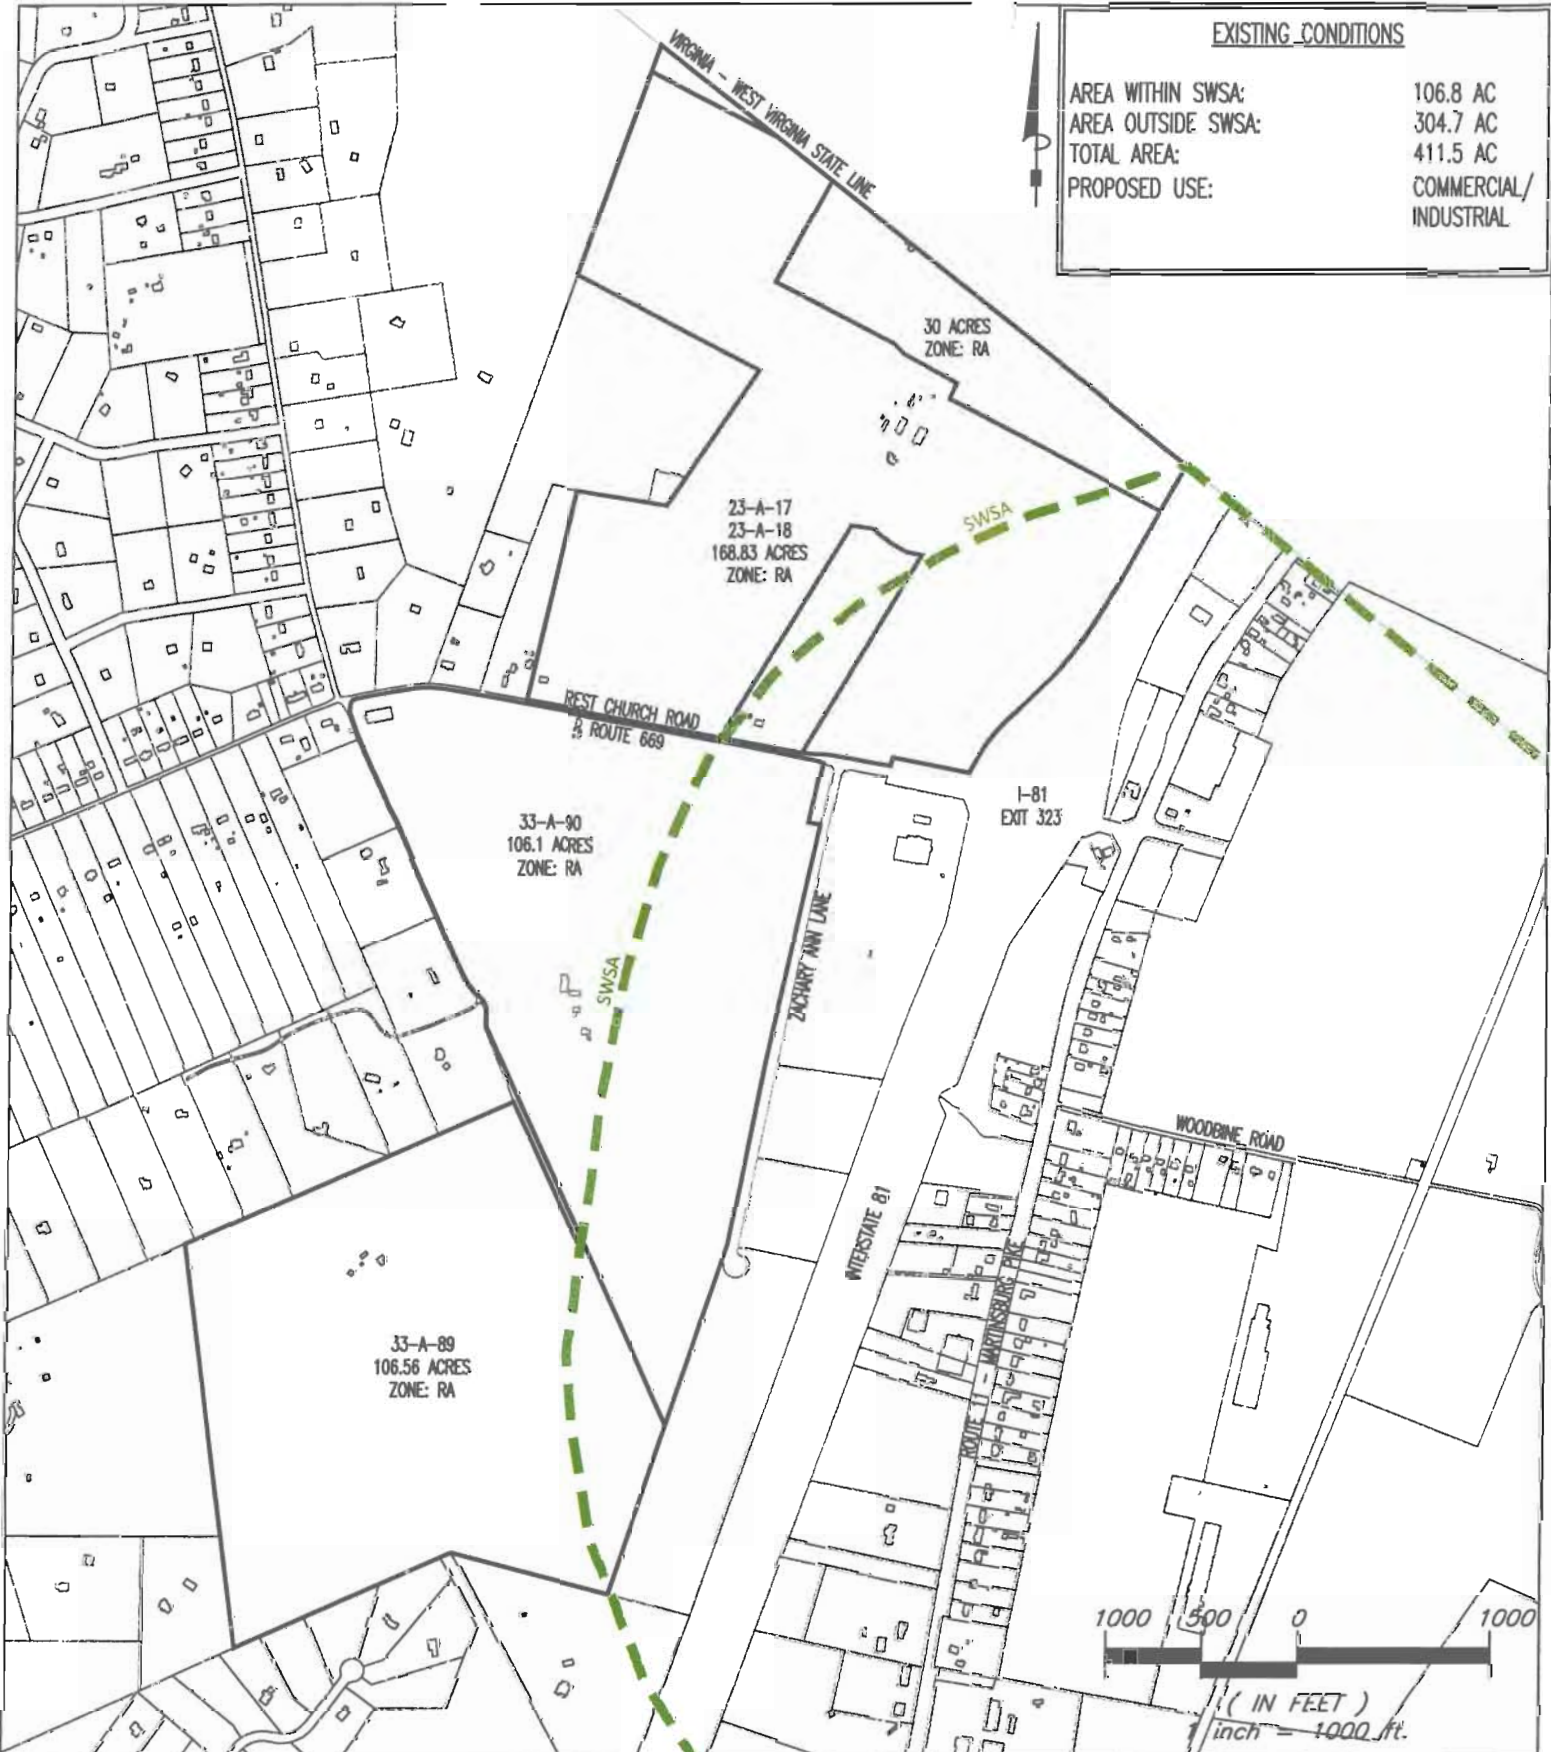 EXISTING CONDITIONS
AREA WITHIN SWSA: 106.8 AC
AREA OUTSIDE SWSA: 304.7 AC
TOTAL AREA: 411.5 AC
PROPOSED USE: COMMERCIAL/
INDUSTRIAL
VIRGINIA - WEST VIRGINIA STATE LINE
30 ACRES
ZONE: RA
23-A-17
23-A-18
168.83 ACRES
ZONE: RA
SWSA
REST CHURCH ROAD
ROUTE 669
I-81
EXIT 323
33-A-90
106.1 ACRES
ZONE: RA
ZACHARY ANN LANE
SWSA
WOODBINE ROAD
INTERSTATE 81
ROUTE 11 - MARTINSBURG PIKE
33-A-89
106.56 ACRES
ZONE: RA
1000 500 0 1000
( IN FEET )
1 inch = 1000 ft.